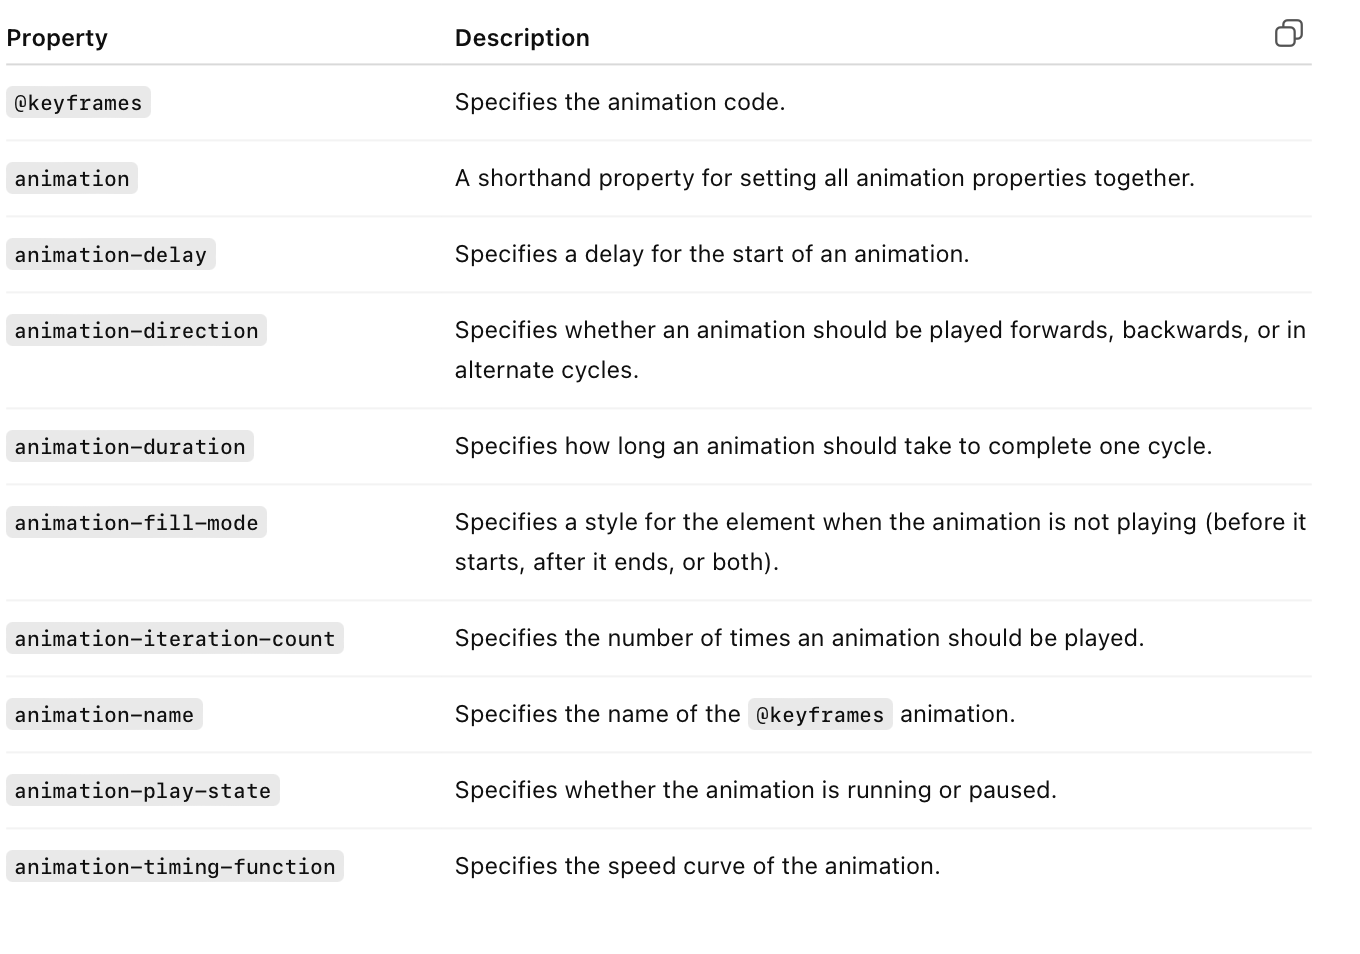 Property Description
@keyframes Specifies the animation code.
animation A shorthand property for setting all animation properties together.
animation-delay Specifies a delay for the start of an animation.
animation-direction Specifies whether an animation should be played forwards, backwards, or in
alternate cycles.
animation-duration Specifies how long an animation should take to complete one cycle.
animation-fill-mode Specifies a style for the element when the animation is not playing (before it
starts, after it ends, or both).
animation-iteration-count Specifies the number of times an animation should be played.
animation-name Specifies the name of the @keyframes animation.
animation-play-state Specifies whether the animation is running or paused.
animation-timing-function Specifies the speed curve of the animation.